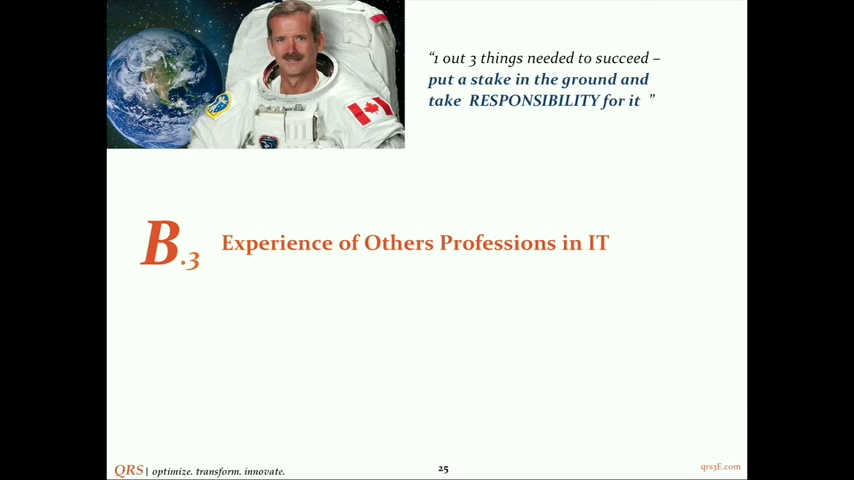 “1 out 3 things needed to succeed –
put a stake in the ground and
take RESPONSIBILITY for it ”
B.3 Experience of Others Professions in IT
QRS| optimize. transform. innovate.
25
qrs3E.com